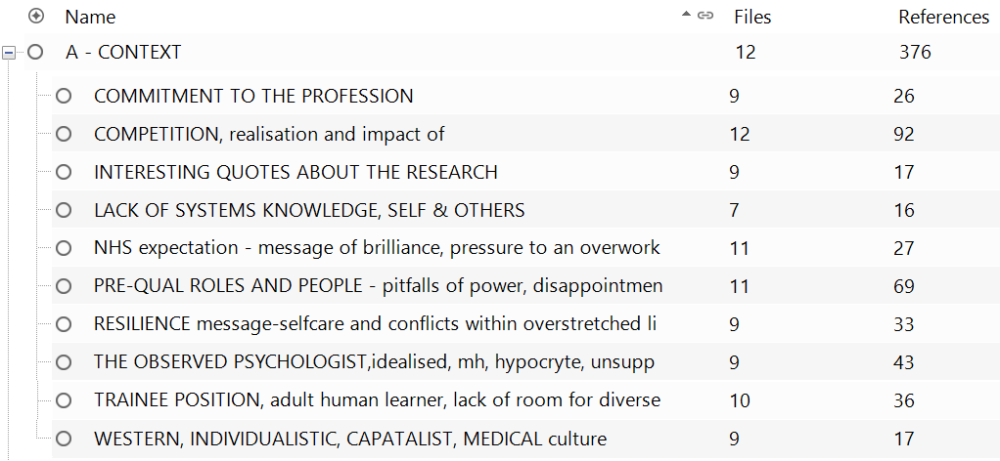 Name Files References
A - CONTEXT 12 376
COMMITMENT TO THE PROFESSION 9 26
COMPETITION, realisation and impact of 12 92
INTERESTING QUOTES ABOUT THE RESEARCH 9 17
LACK OF SYSTEMS KNOWLEDGE, SELF & OTHERS 7 16
NHS expectation - message of brilliance, pressure to an overwork 11 27
PRE-QUAL ROLES AND PEOPLE - pitfalls of power, disappointmen 11 69
RESILIENCE message-selfcare and conflicts within overstretched li 9 33
THE OBSERVED PSYCHOLOGIST,idealised, mh, hypocryte, unsupp 9 43
TRAINEE POSITION, adult human learner, lack of room for diverse 10 36
WESTERN, INDIVIDUALISTIC, CAPATALIST, MEDICAL culture 9 17